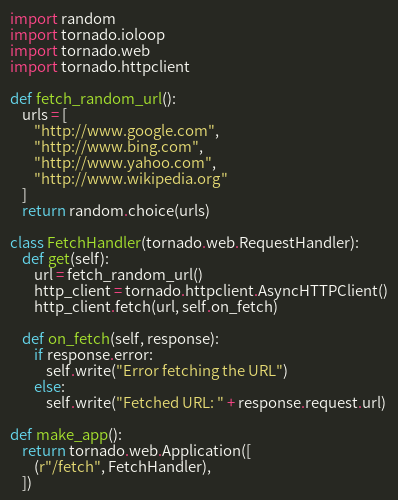 import random
import tornado.ioloop
import tornado.web
import tornado.httpclient

def fetch_random_url():
    urls = [
        "http://www.google.com",
        "http://www.bing.com",
        "http://www.yahoo.com",
        "http://www.wikipedia.org"
    ]
    return random.choice(urls)

class FetchHandler(tornado.web.RequestHandler):
    def get(self):
        url = fetch_random_url()
        http_client = tornado.httpclient.AsyncHTTPClient()
        http_client.fetch(url, self.on_fetch)

    def on_fetch(self, response):
        if response.error:
            self.write("Error fetching the URL")
        else:
            self.write("Fetched URL: " + response.request.url)

def make_app():
    return tornado.web.Application([
        (r"/fetch", FetchHandler),
    ])